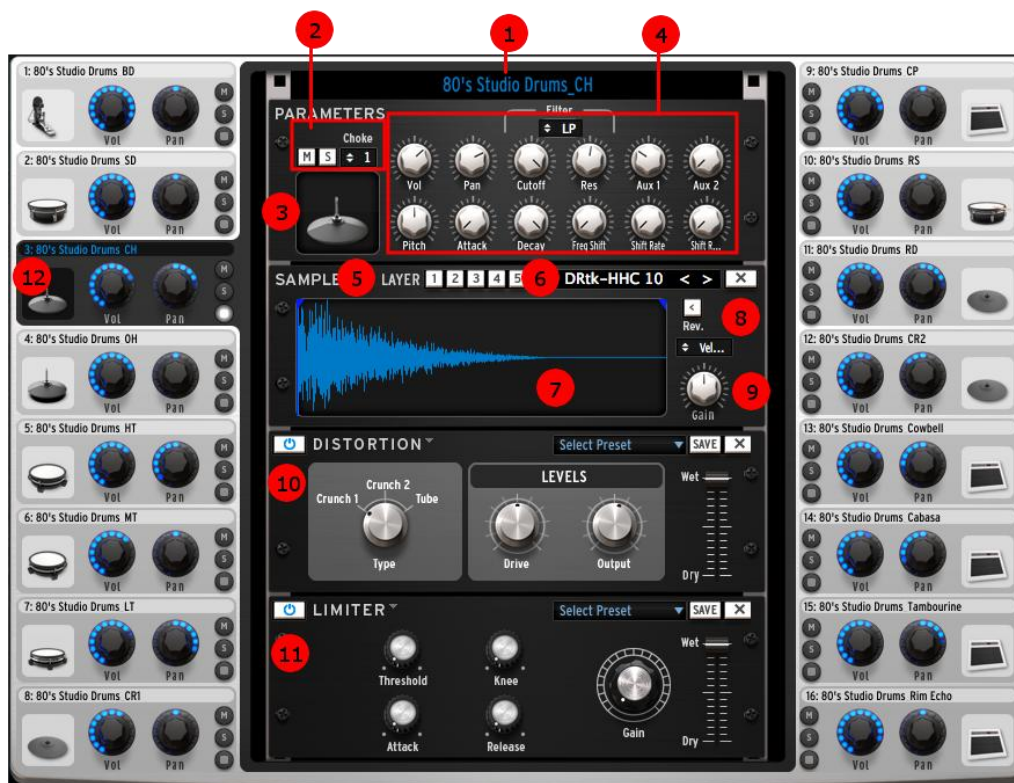 2
1
4
1: 80's Studio Drums BD
Vol Pan
M
S
2: 80's Studio Drums SD
Vol Pan
M
S
3: 80's Studio Drums CH
12
Vol Pan
M
S
4: 80's Studio Drums OH
Vol Pan
M
S
5: 80's Studio Drums HT
Vol Pan
M
S
6: 80's Studio Drums MT
Vol Pan
M
S
7: 80's Studio Drums LT
Vol Pan
M
S
8: 80's Studio Drums CR1
Vol Pan
M
S
80's Studio Drums_CH
PARAMETERS
Filter
LP
Choke
M S 1
3
Vol Pan Cutoff Res Aux 1 Aux 2
Pitch Attack Decay Freq Shift Shift Rate Shift R...
SAMPLE 5 LAYER 1 2 3 4 5 6 DRtk-HHC 10 < > X
<
Rev.
8
Vel...
7
9
Gain
DISTORTION Select Preset SAVE X
10
Crunch 1 Crunch 2 Tube
Type
LEVELS
Drive Output
Wet
Dry
LIMITER Select Preset SAVE X
11
Threshold Knee
Attack Release
Gain
Wet
Dry
9: 80's Studio Drums CP
M
S
Vol Pan
10: 80's Studio Drums RS
M
S
Vol Pan
11: 80's Studio Drums RD
M
S
Vol Pan
12: 80's Studio Drums CR2
M
S
Vol Pan
13: 80's Studio Drums Cowbell
M
S
Vol Pan
14: 80's Studio Drums Cabasa
M
S
Vol Pan
15: 80's Studio Drums Tambourine
M
S
Vol Pan
16: 80's Studio Drums Rim Echo
M
S
Vol Pan